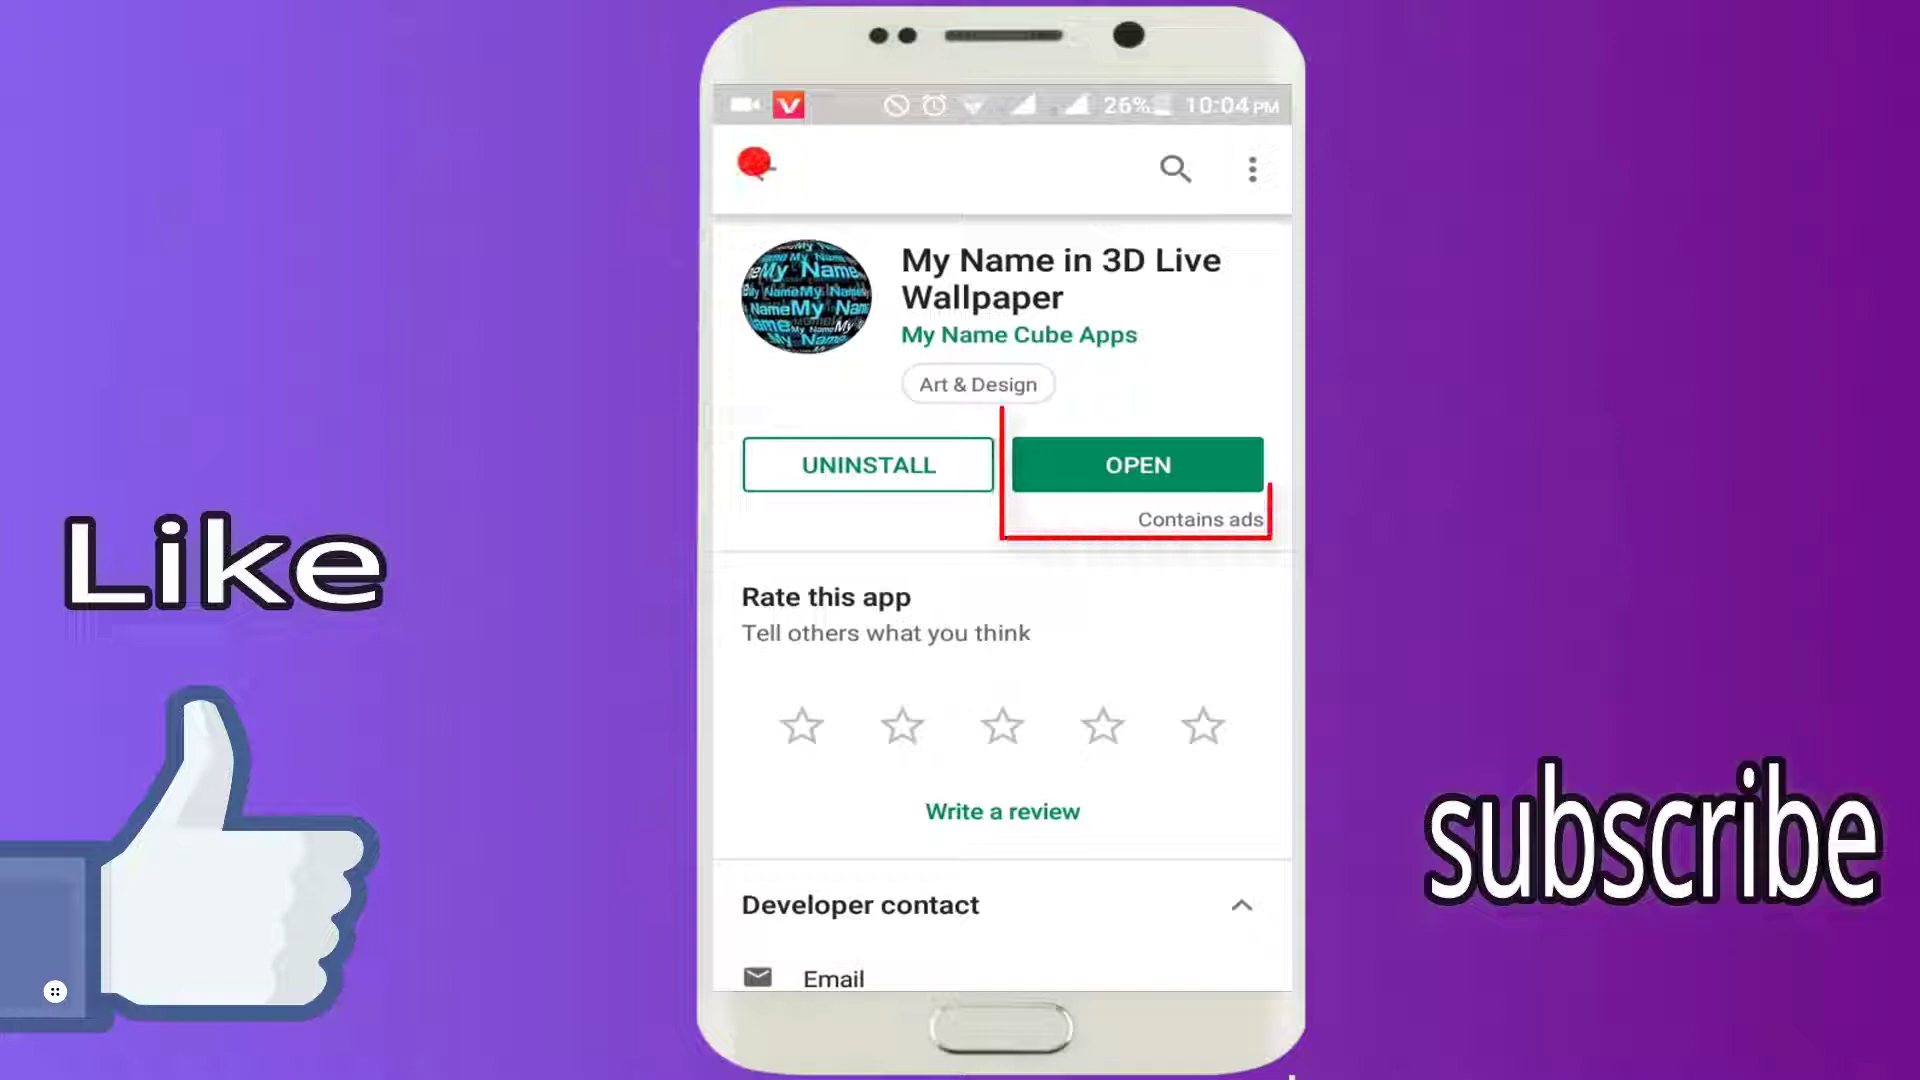 26% 10:04 PM
My Name in 3D Live
Wallpaper
My Name Cube Apps
Art & Design
UNINSTALL
OPEN
Contains ads
Rate this app
Tell others what you think
Write a review
Developer contact
Email
Like
subscribe